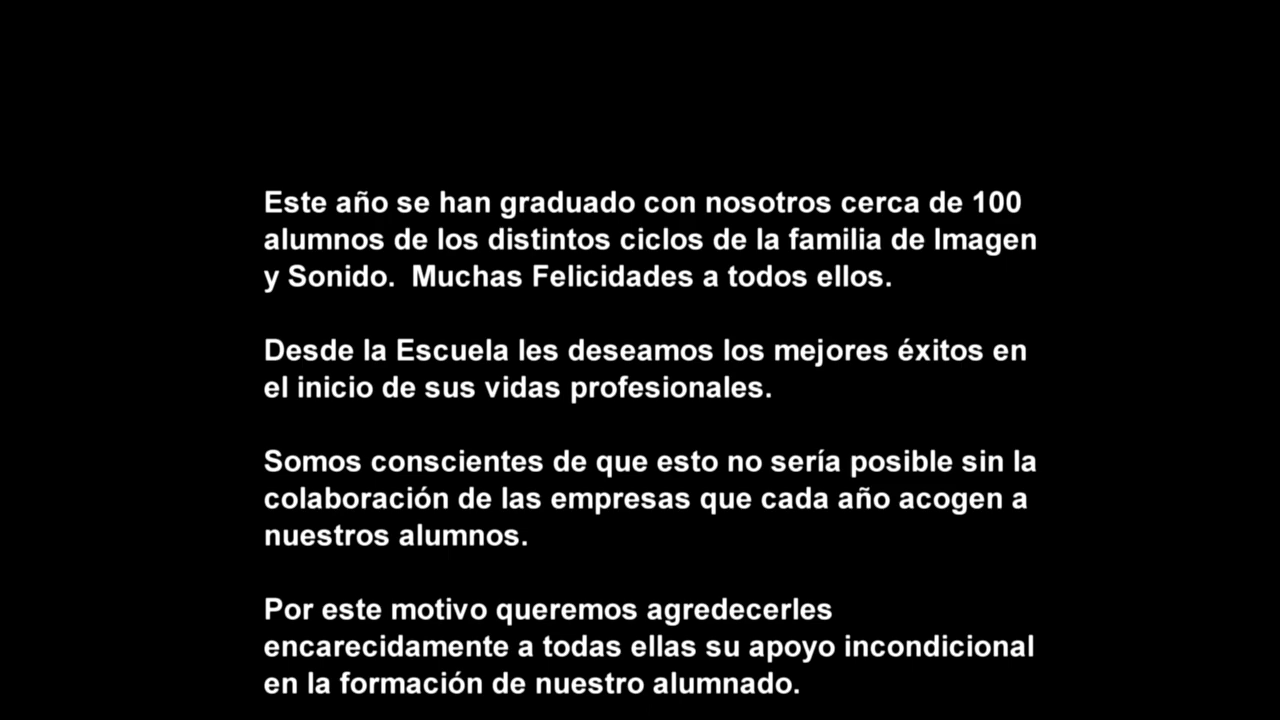 Este año se han graduado con nosotros cerca de 100
alumnos de los distintos ciclos de la familia de Imagen
y Sonido.  Muchas Felicidades a todos ellos.
Desde la Escuela les deseamos los mejores éxitos en
el inicio de sus vidas profesionales.
Somos conscientes de que esto no sería posible sin la
colaboración de las empresas que cada año acogen a
nuestros alumnos.
Por este motivo queremos agredecerles
encarecidamente a todas ellas su apoyo incondicional
en la formación de nuestro alumnado.